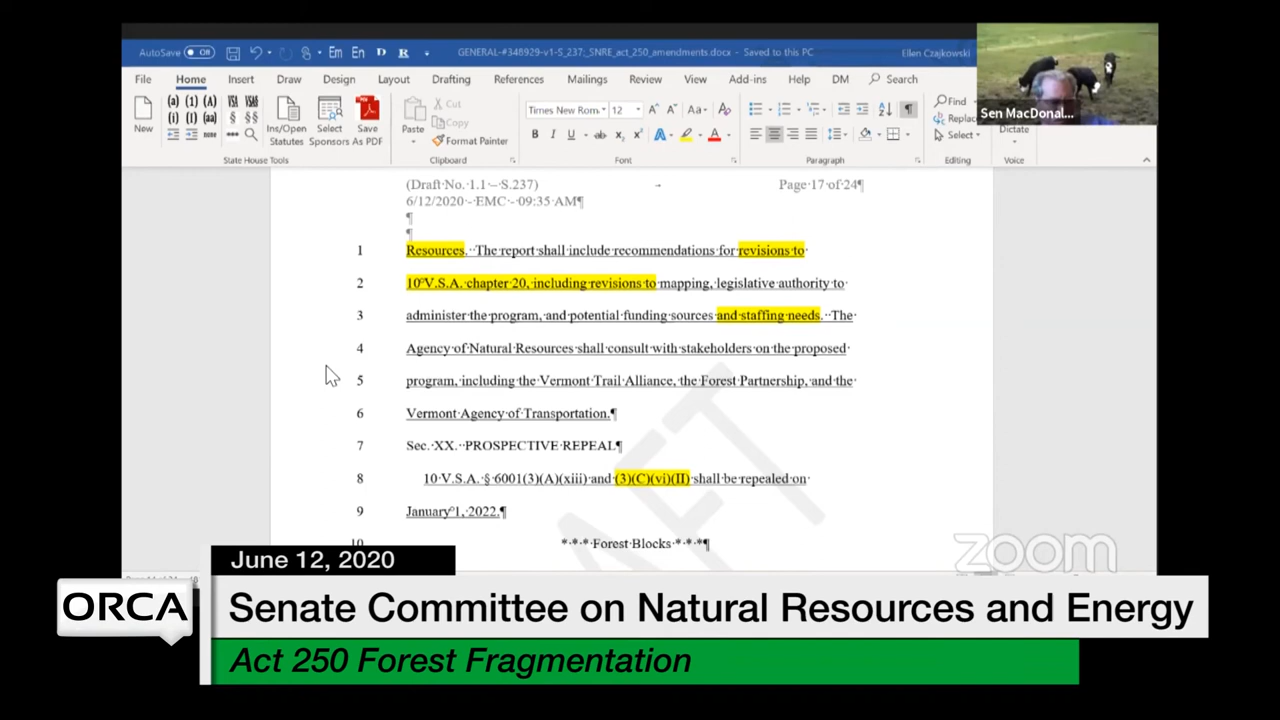 AutoSave Off Em En D R GENERAL-#348929-v1-S_237:_SNRE_act_250_amendments.docx - Saved to this PC Ellen Czajkowski
File Home Insert Draw Design Layout Drafting References Mailings Review View Add-ins Help DM Search
New
Ins/Open Statutes
Select Sponsors
Save As PDF
State House Tools
Paste
Cut
Copy
Format Painter
Clipboard
Times New Rom 12
Font
Paragraph
Find
Replac
Select
Editing
Dictate
Voice
Sen MacDonal...
(Draft No. 1.1 – S.237) → Page 17 of 24¶
6/12/2020 - EMC - 09:35 AM¶
¶
¶
1 Resources. The report shall include recommendations for revisions to
2 10°V.S.A. chapter 20, including revisions to mapping, legislative authority to
3 administer the program, and potential funding sources and staffing needs. The
4 Agency of Natural Resources shall consult with stakeholders on the proposed
5 program, including the Vermont Trail Alliance, the Forest Partnership, and the
6 Vermont Agency of Transportation.¶
7 Sec. XX. PROSPECTIVE REPEAL¶
8 10 V.S.A. § 6001(3)(A)(xiii) and (3)(C)(vi)(II) shall be repealed on
9 January°1, 2022.¶
10 * * * Forest Blocks * * *¶
zoom
June 12, 2020
ORCA
Senate Committee on Natural Resources and Energy
Act 250 Forest Fragmentation